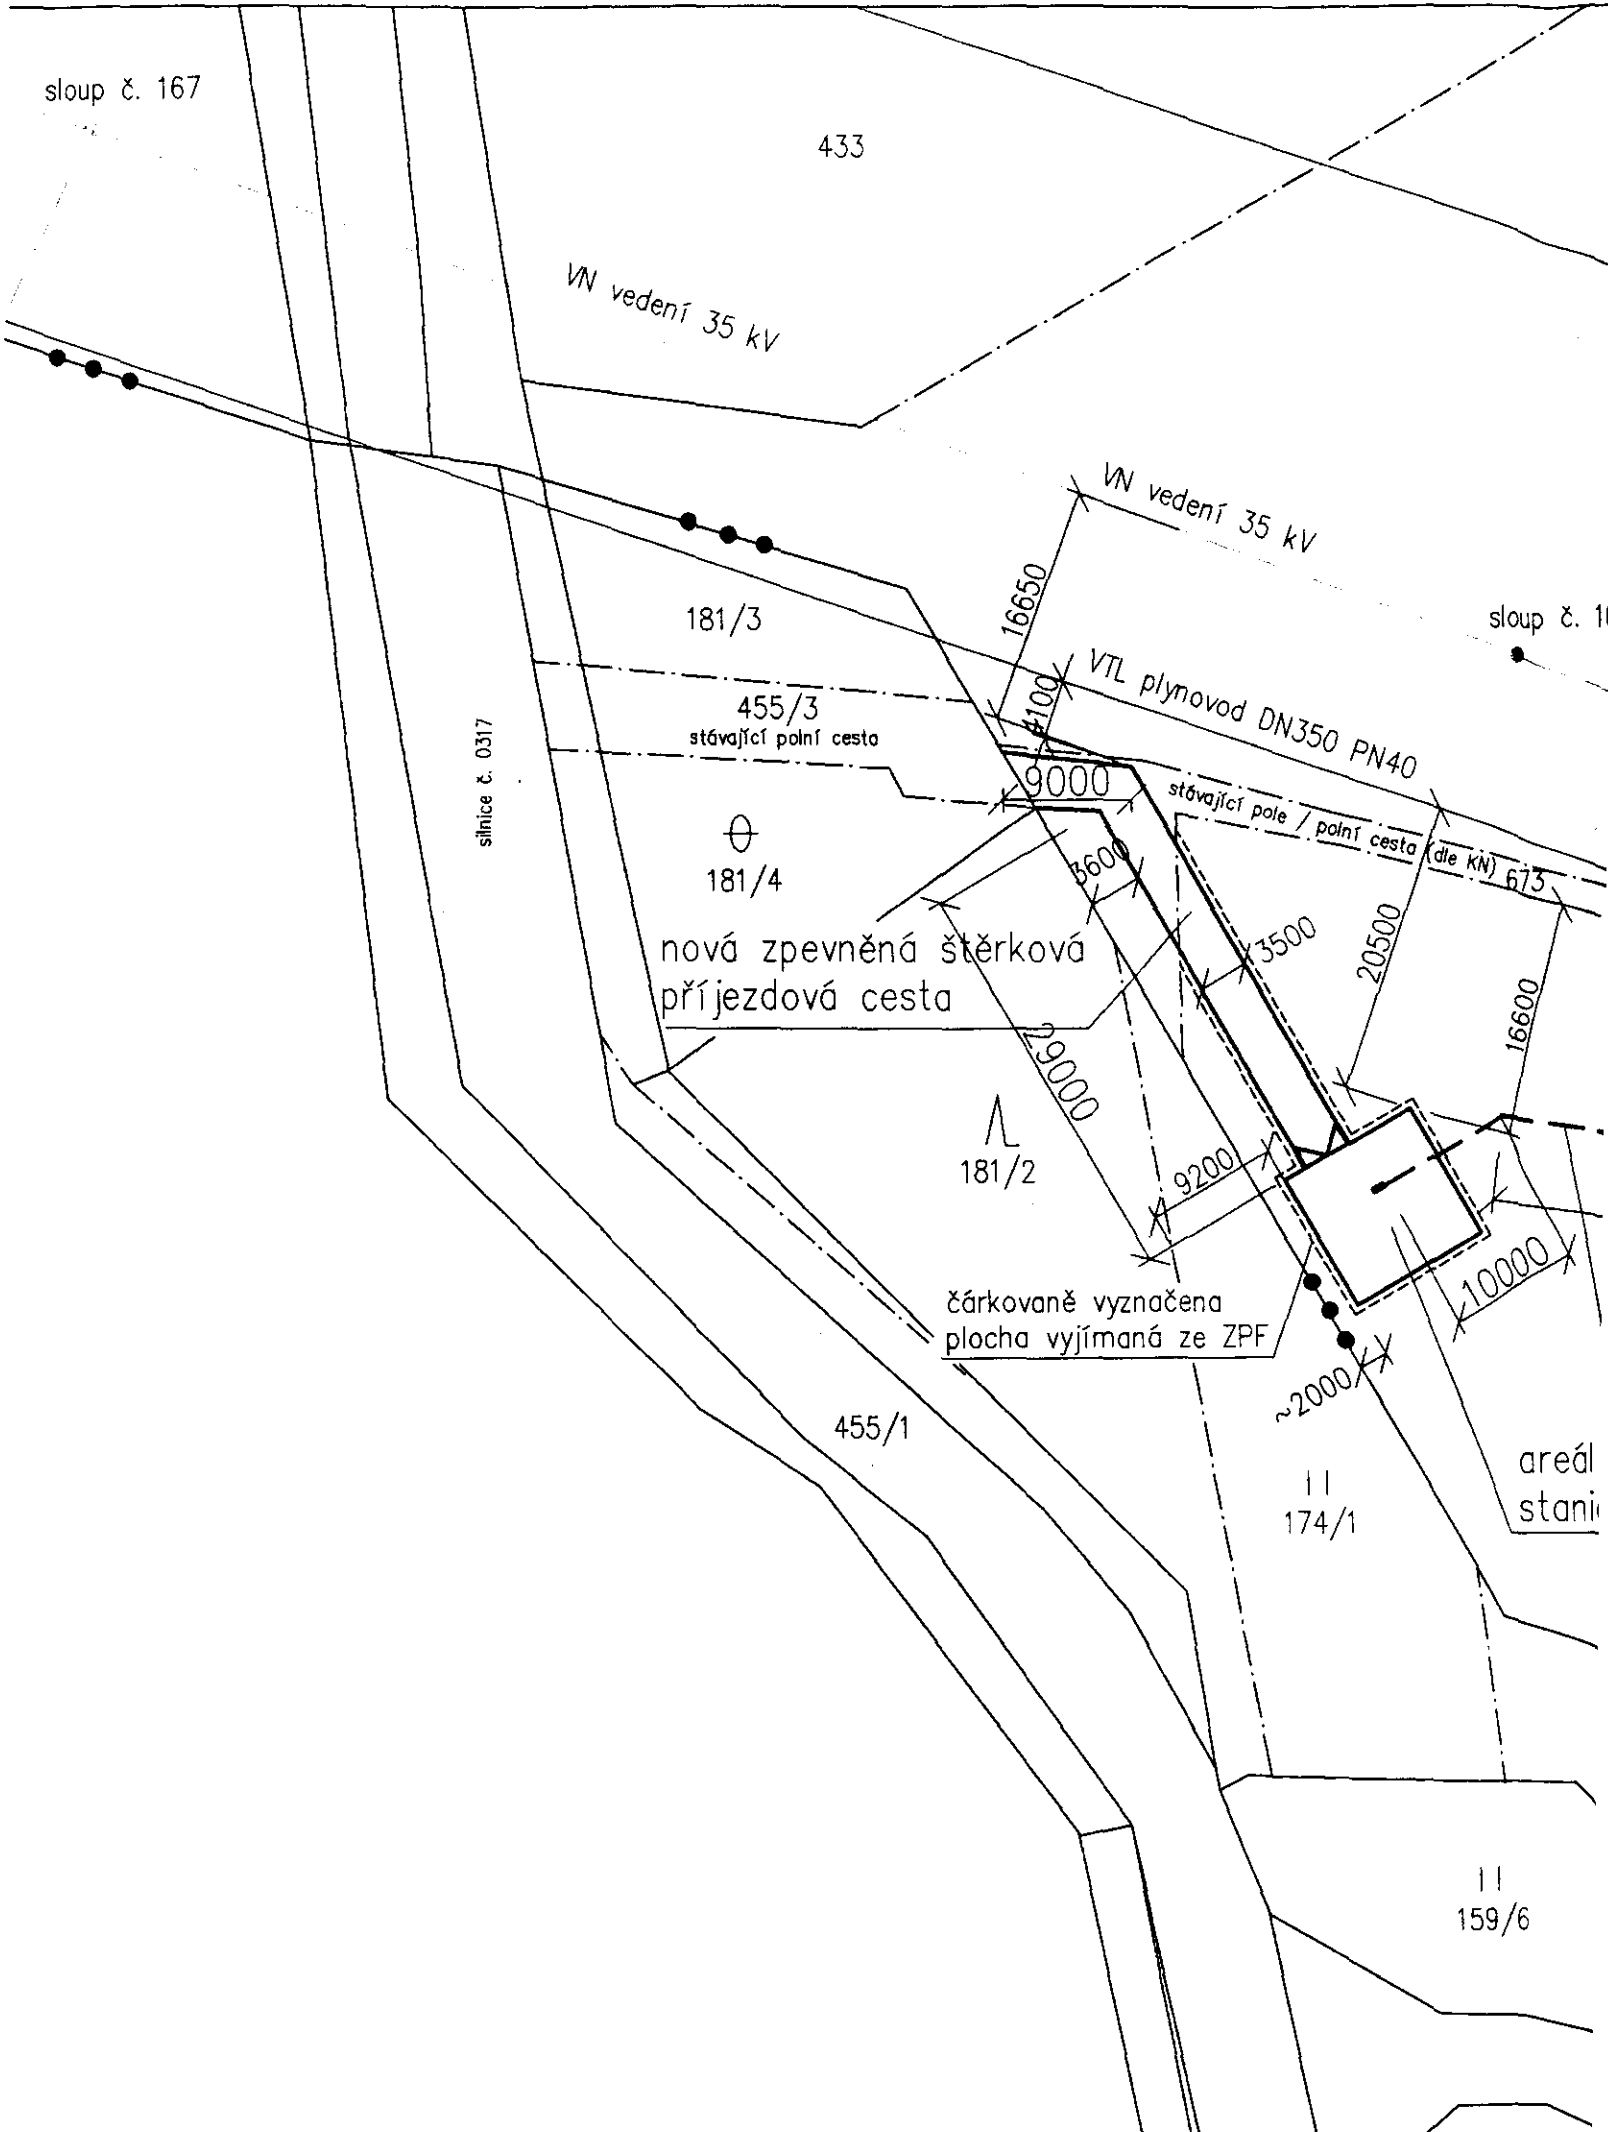 sloup č. 167
433
VN vedení 35 kV
VN vedení 35 kV
16650
sloup č.
181/3
4100
VTL plynovod DN350 PN40
455/3
stávající polní cesta
silnice č. 0317
9000
stávající pole / polní cesta (dle KN) 673
181/4
3600
nová zpevněná štěrková
příjezdová cesta
3500
20500
16600
29000
181/2
9200
10000
čárkovaně vyznačena
plocha vyjímaná ze ZPF
~2000
455/1
areál
174/1
159/6